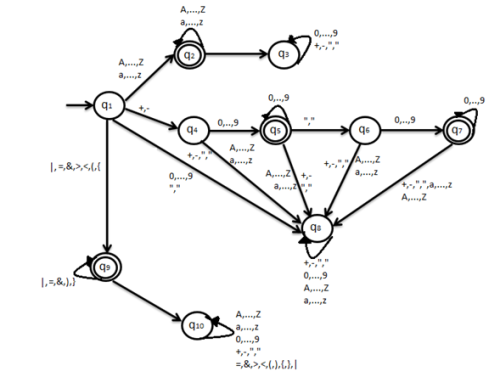 A,...,Z
a,...,z
q2
q3
0,...,9
+,-,","
A,...,Z
a,...,z
q1
+,-
q4
0,..,9
0,..,9
q5
","
q6
0,...,9
0,..,9
q7
+,-,","
A,...,Z
a,...,z
0,...,9
","
A,...,Z
a,...,z
+,-
","
+,-,","
A,...,Z
a,...,z
+,-,",",a,...,z
A,...,Z
|,=,&,>,<,(,{
q8
+,-,","
0,...,9
A,...,Z
a,...,z
q9
|,=,&,),}
q10
A,...,Z
a,...,z
0,...,9
+,-,","
=,&,>,<,(,),{,},|